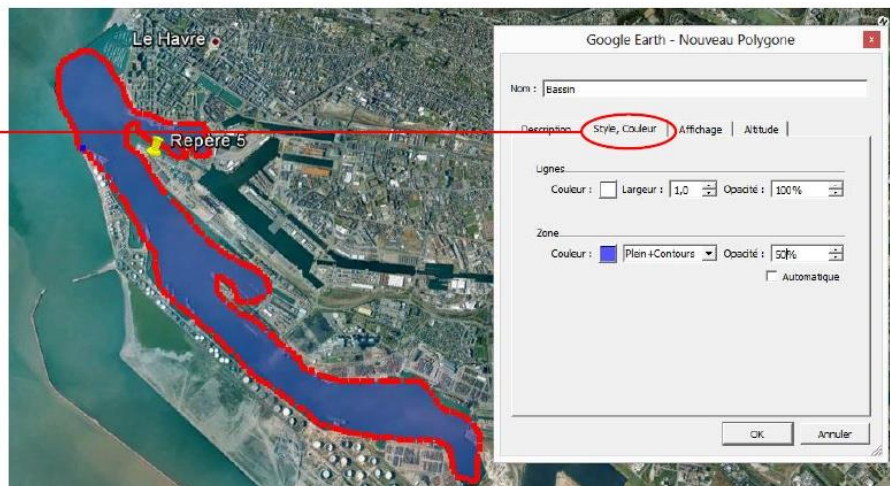 Le Havre
Repère 5
Google Earth - Nouveau Polygone
x
Nom : Bassin
Description Style, Couleur Affichage Altitude
Lignes
Couleur : Largeur : 1,0 Opacité : 100%
Zone
Couleur : Plein+Contours Opacité : 50%
Automatique
OK Annuler